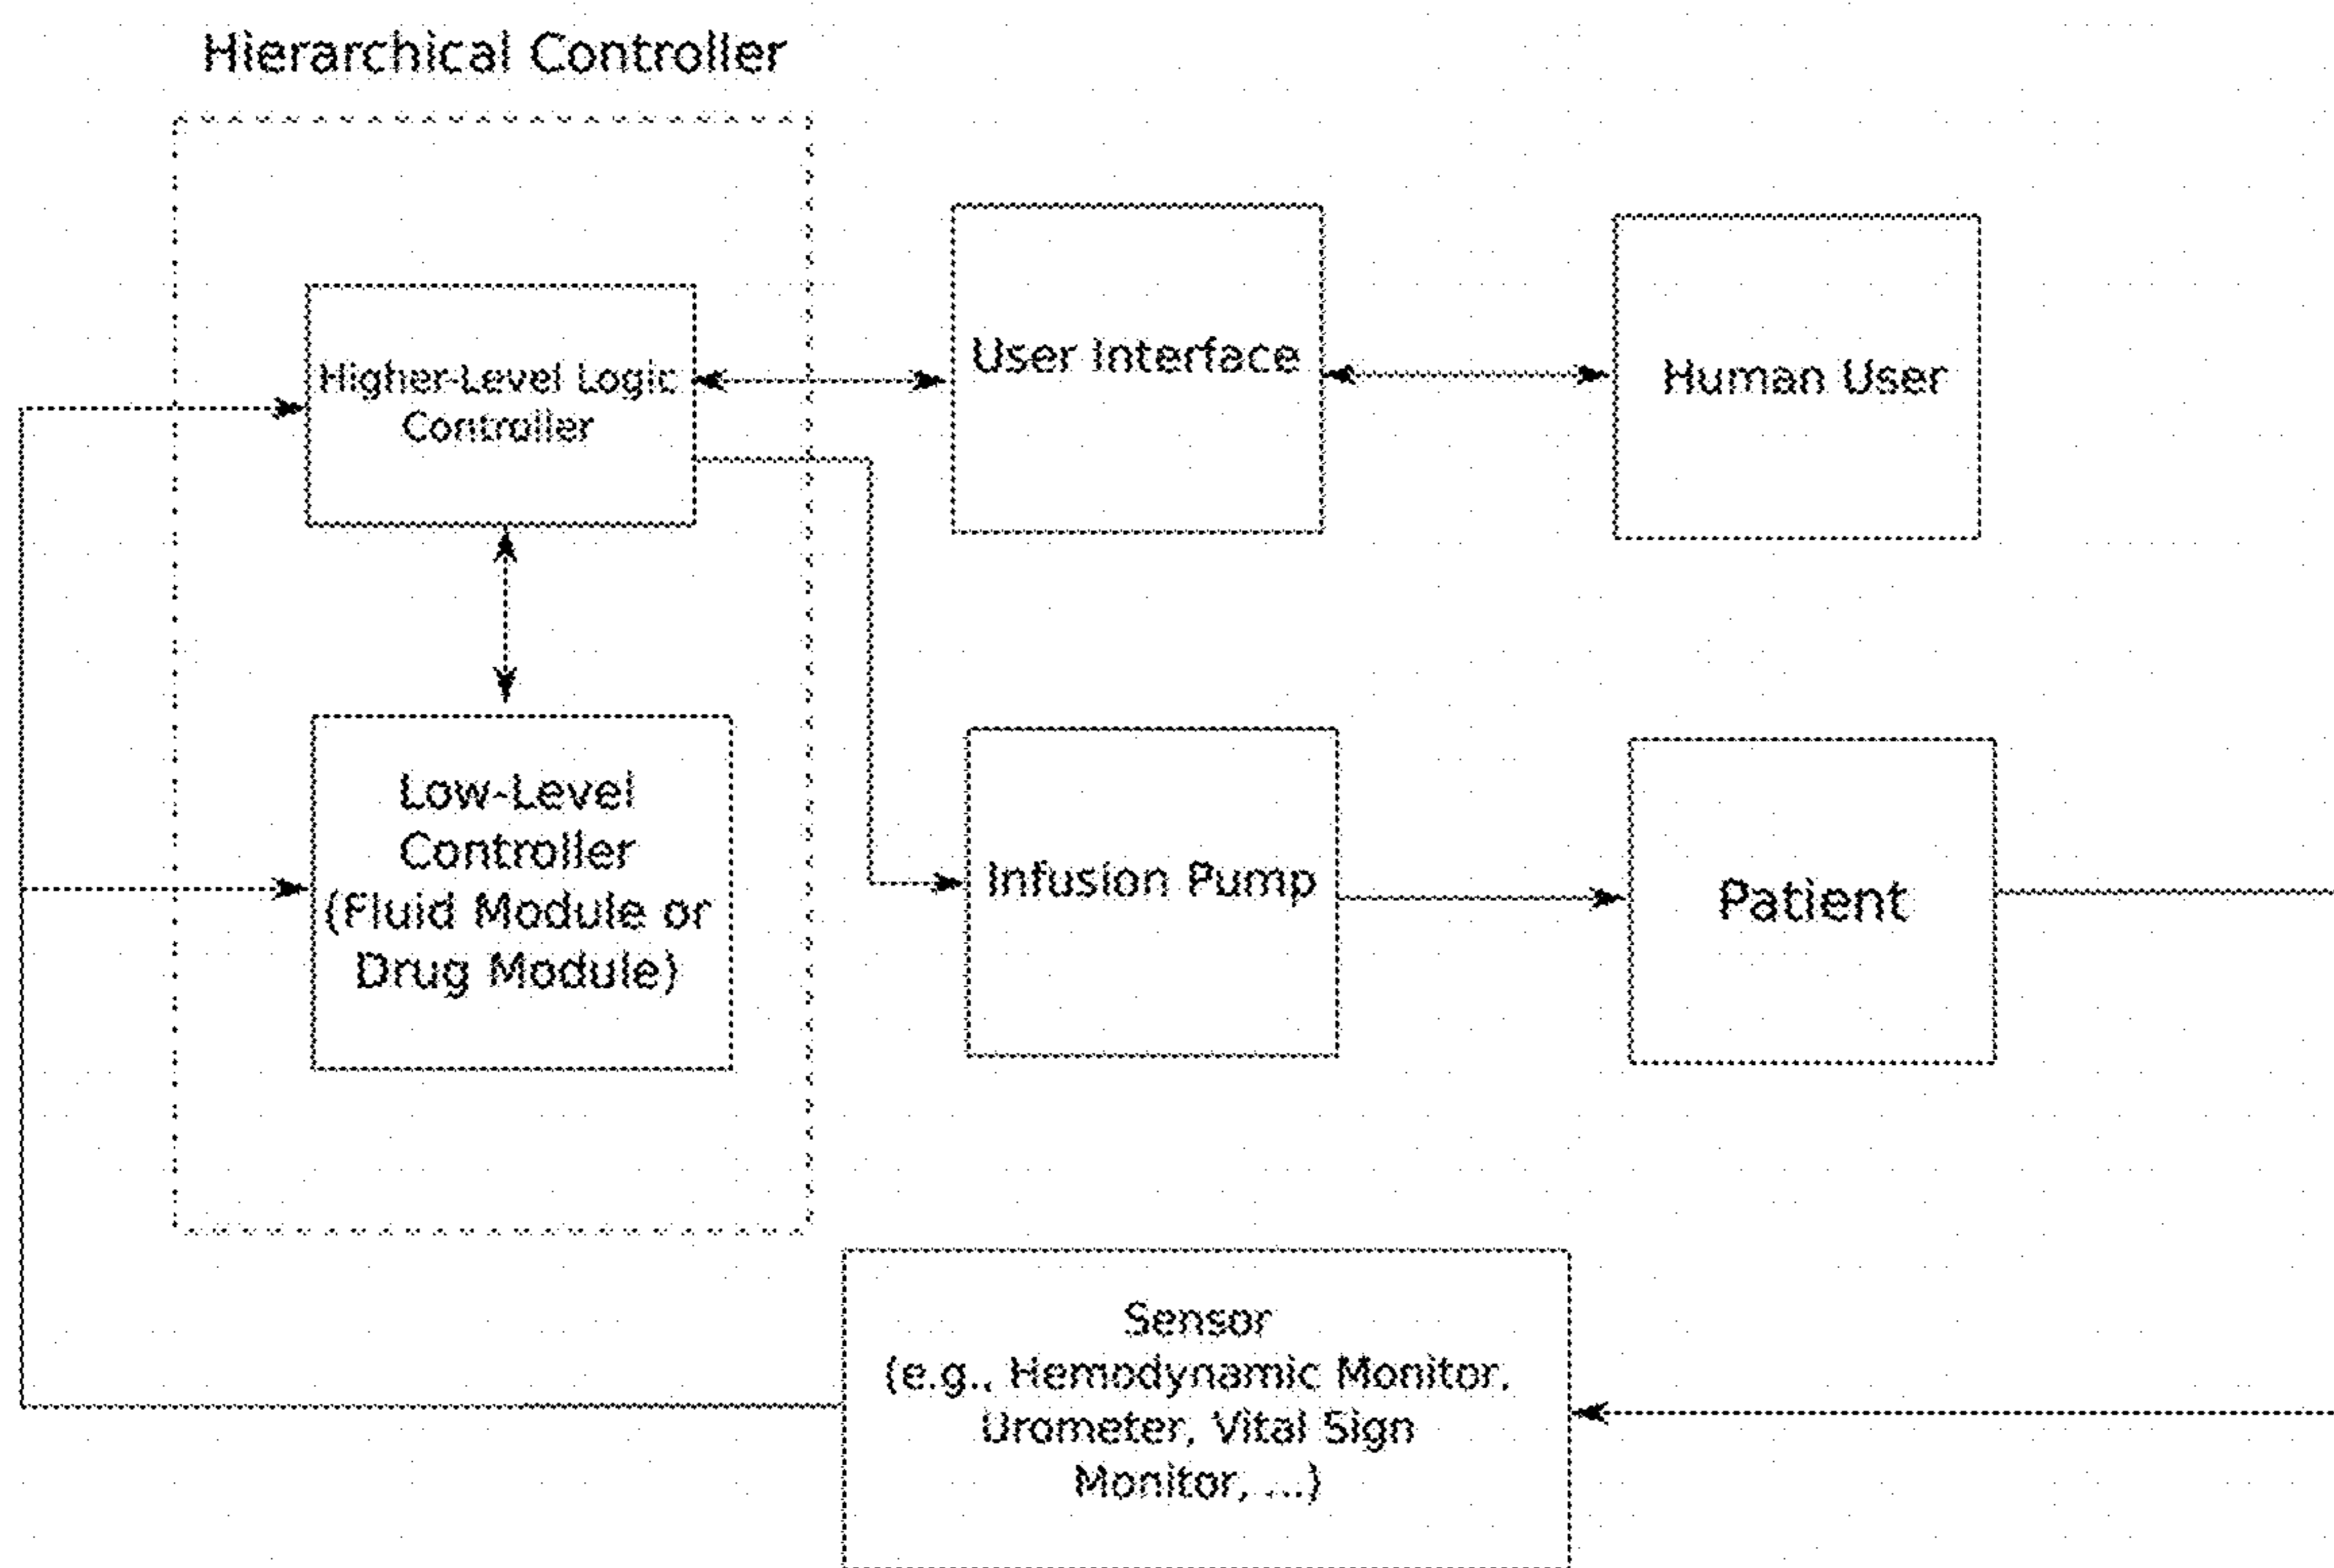 Hierarchical Controller
Higher-Level Logic
Controller
User Interface
Human User
Low-Level
Controller
(Fluid Module or
Drug Module)
Infusion Pump
Patient
Sensor
(e.g., Hemodynamic Monitor,
Urometer, Vital Sign
Monitor, ...)